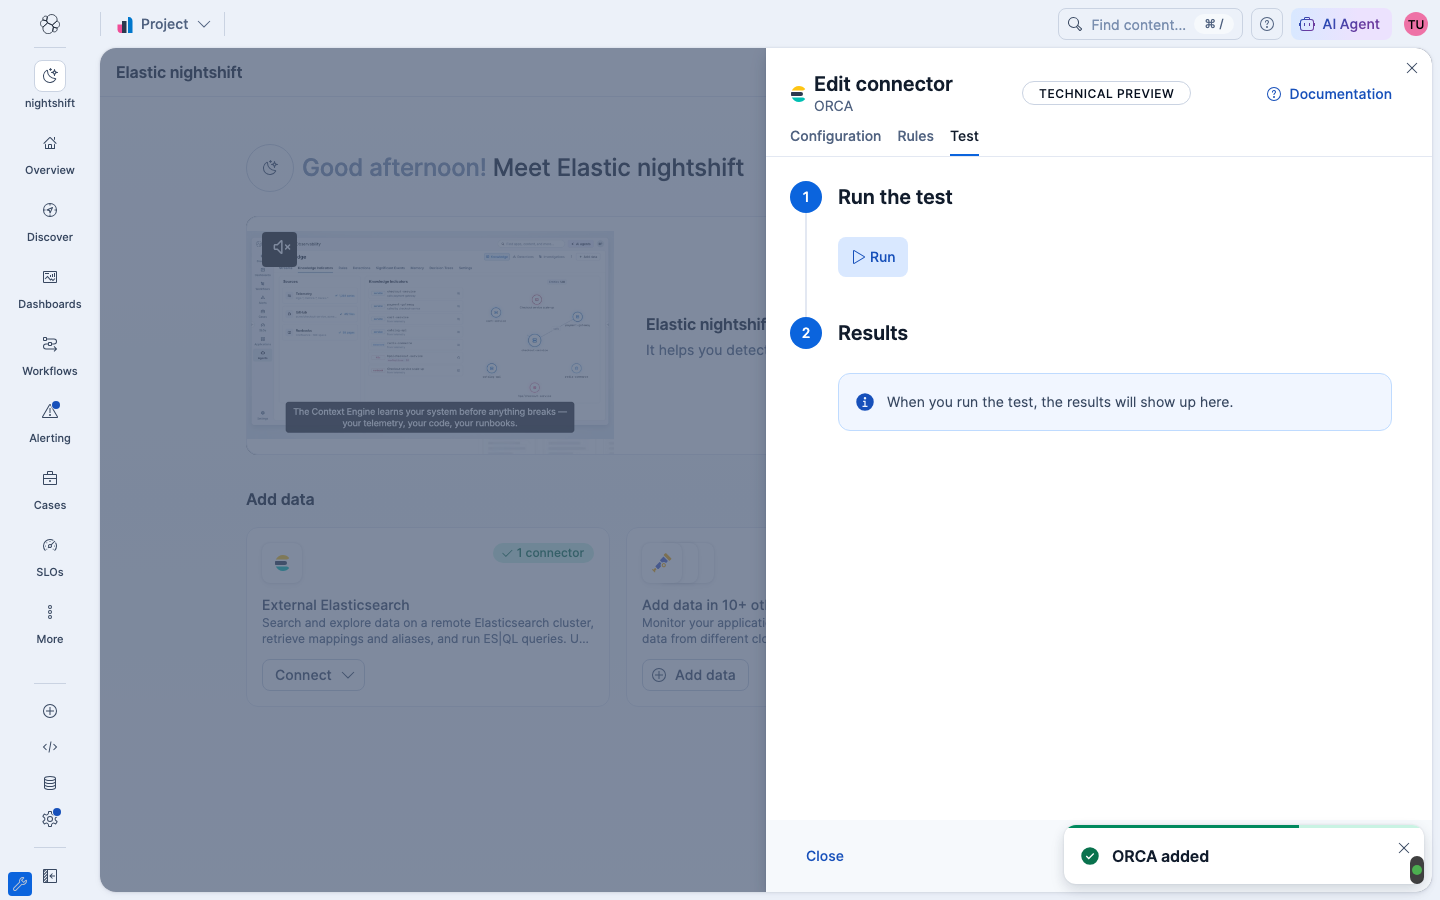 Project
Find content...
⌘ /
AI Agent
TU
nightshift
Overview
Discover
Dashboards
Workflows
Alerting
Cases
SLOs
More
Elastic nightshift
Good afternoon! Meet Elastic nightshift
The Context Engine learns your system before anything breaks —
your telemetry, your code, your runbooks.
Elastic nightshif
It helps you detec
Add data
1 connector
External Elasticsearch
Search and explore data on a remote Elasticsearch cluster,
retrieve mappings and aliases, and run ES|QL queries. U...
Connect
Add data in 10+ ot
Monitor your applicati
data from different clo
Add data
Edit connector
ORCA
TECHNICAL PREVIEW
Documentation
Configuration
Rules
Test
1
Run the test
Run
2
Results
When you run the test, the results will show up here.
Close
ORCA added